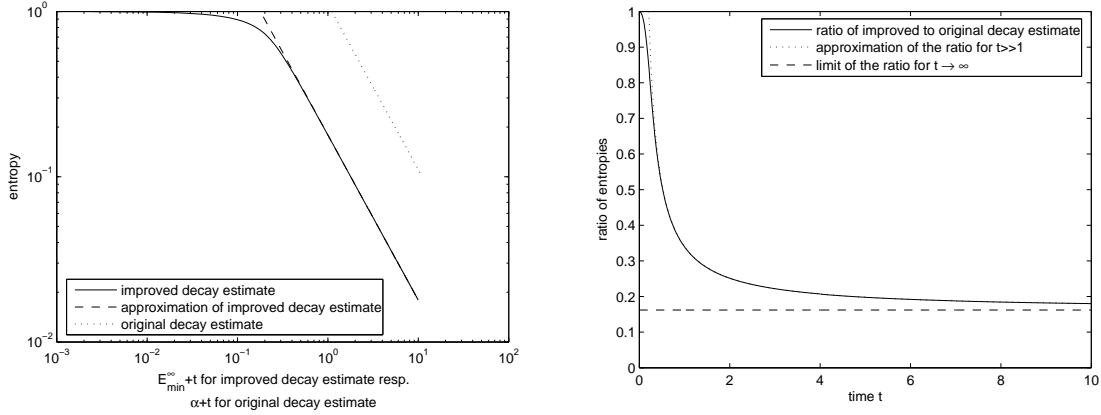 10^0
10^-1
10^-2
entropy
improved decay estimate
approximation of improved decay estimate
original decay estimate
10^-3
10^-2
10^-1
10^0
10^1
10^2
E_min^∞+t for improved decay estimate resp.
α+t for original decay estimate
1
0.9
0.8
0.7
0.6
0.5
0.4
0.3
0.2
0.1
0
ratio of entropies
ratio of improved to original decay estimate
approximation of the ratio for t>>1
limit of the ratio for t → ∞
0
2
4
6
8
10
time t